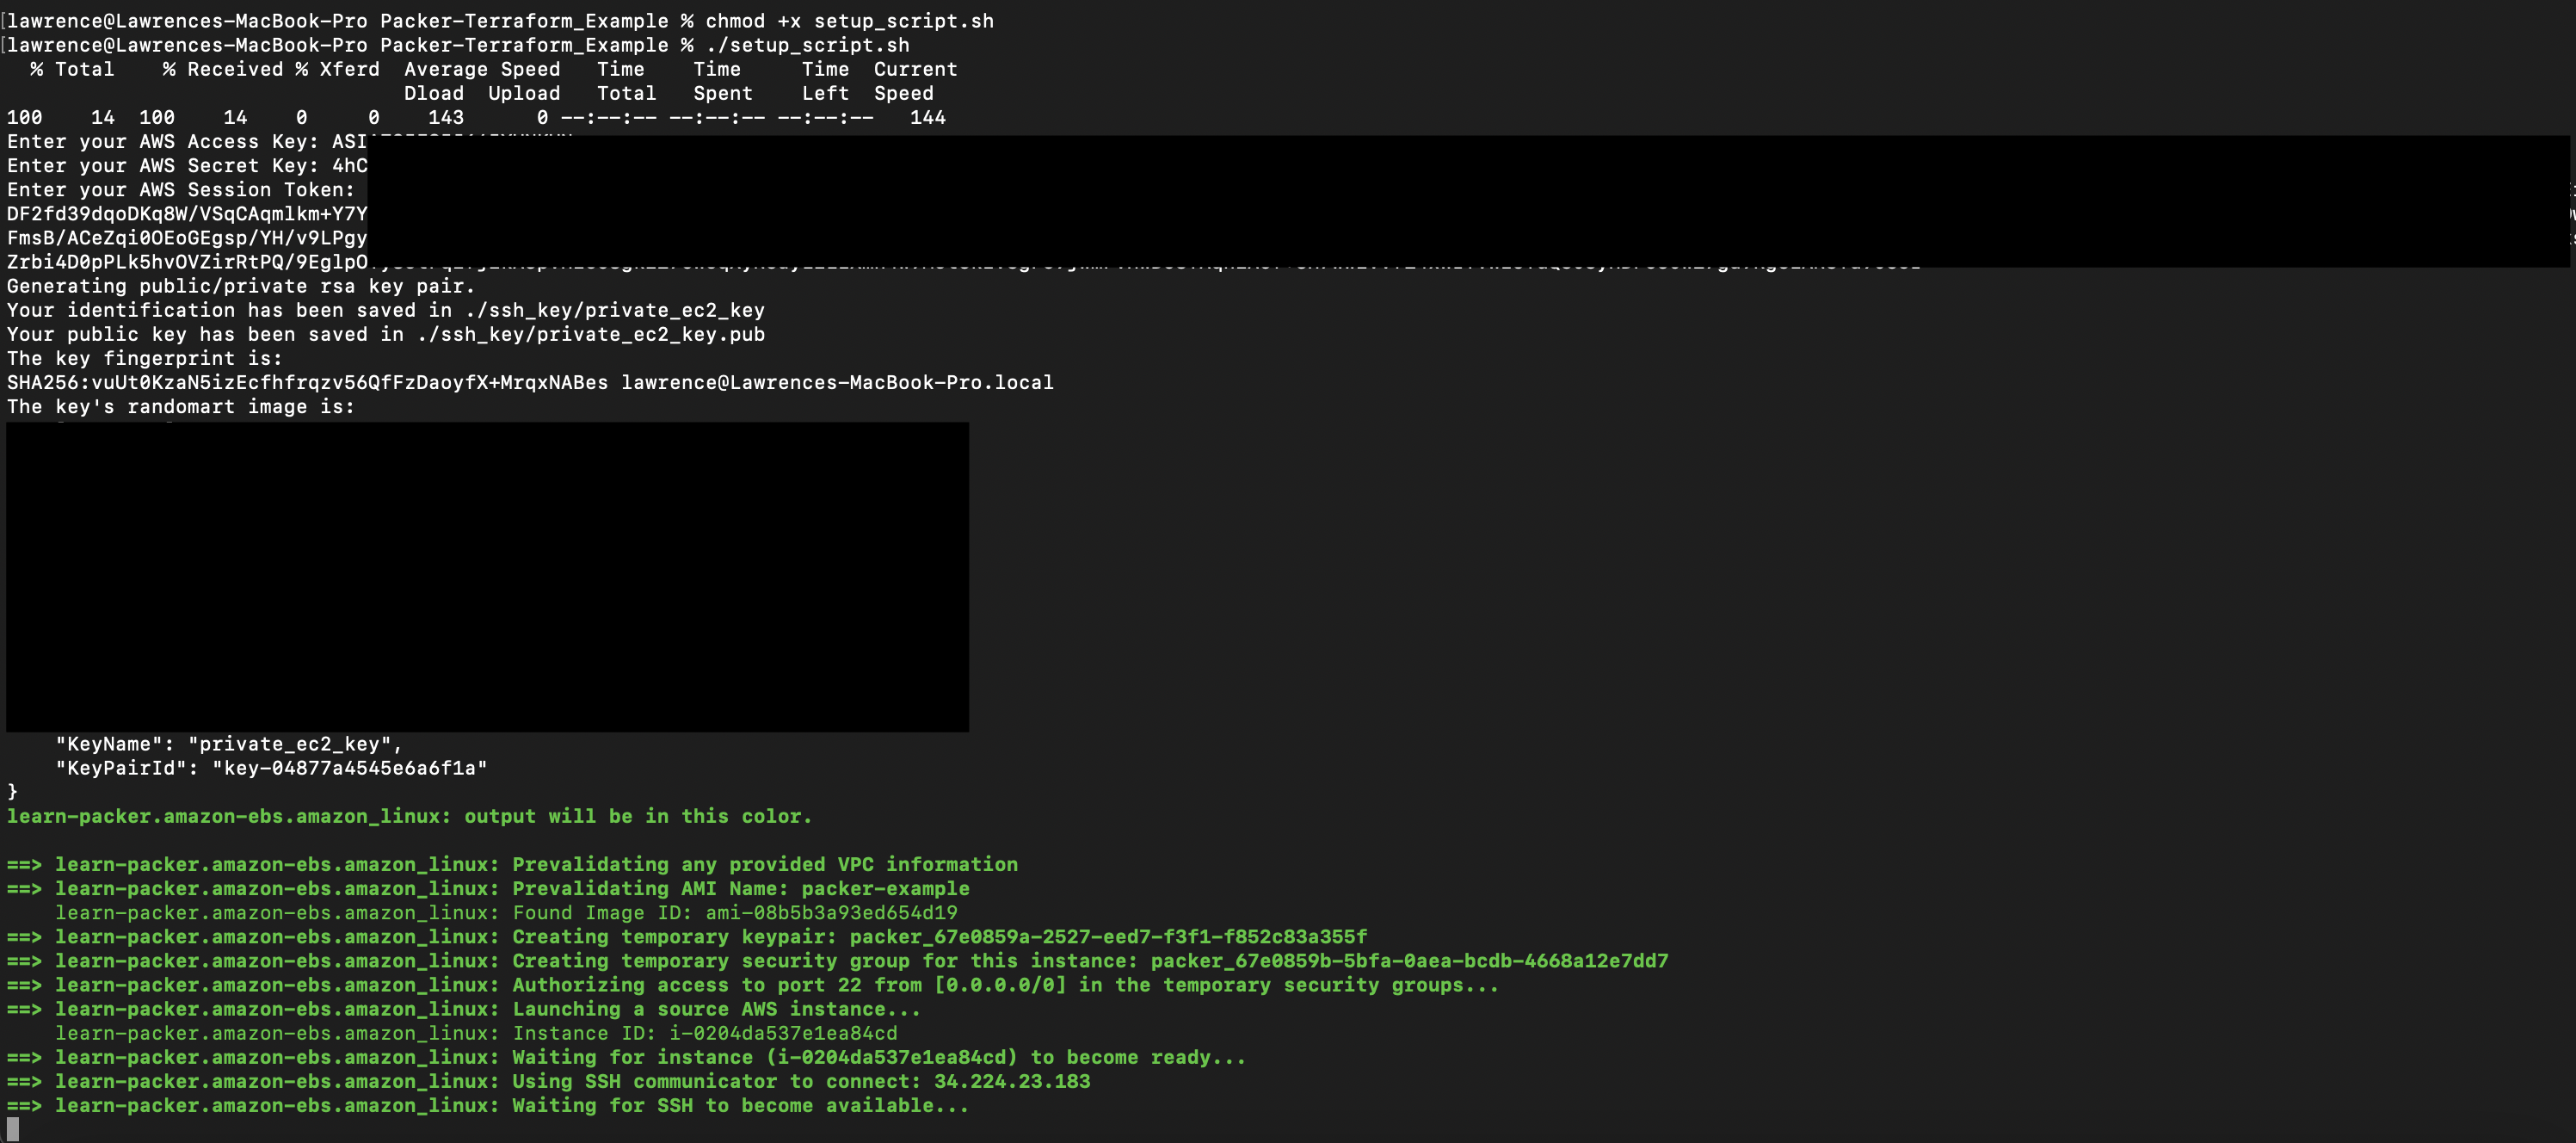 [lawrence@Lawrences-MacBook-Pro Packer-Terraform_Example % chmod +x setup_script.sh
[lawrence@Lawrences-MacBook-Pro Packer-Terraform_Example % ./setup_script.sh
% Total % Received % Xferd Average Speed Time Time Time Current
Dload Upload Total Spent Left Speed
100 14 100 14 0 0 143 0 --:--:-- --:--:-- --:--:-- 144
Enter your AWS Access Key: ASI
Enter your AWS Secret Key: 4hC
Enter your AWS Session Token:
DF2fd39dqoDKq8W/VSqCAqmlkm+Y7Y
FmsB/ACeZqi0OEoGEgsp/YH/v9LPgy
Zrbi4D0pPLk5hvOVZirRtPQ/9EglpO
Generating public/private rsa key pair.
Your identification has been saved in ./ssh_key/private_ec2_key
Your public key has been saved in ./ssh_key/private_ec2_key.pub
The key fingerprint is:
SHA256:vuUt0KzaN5izEcfhfrqzv56QfFzDaoyfX+MrqxNABes lawrence@Lawrences-MacBook-Pro.local
The key's randomart image is:
"KeyName": "private_ec2_key",
"KeyPairId": "key-04877a4545e6a6f1a"
}
learn-packer.amazon-ebs.amazon_linux: output will be in this color.
==> learn-packer.amazon-ebs.amazon_linux: Prevalidating any provided VPC information
==> learn-packer.amazon-ebs.amazon_linux: Prevalidating AMI Name: packer-example
learn-packer.amazon-ebs.amazon_linux: Found Image ID: ami-08b5b3a93ed654d19
==> learn-packer.amazon-ebs.amazon_linux: Creating temporary keypair: packer_67e0859a-2527-eed7-f3f1-f852c83a355f
==> learn-packer.amazon-ebs.amazon_linux: Creating temporary security group for this instance: packer_67e0859b-5bfa-0aea-bcdb-4668a12e7dd7
==> learn-packer.amazon-ebs.amazon_linux: Authorizing access to port 22 from [0.0.0.0/0] in the temporary security groups...
==> learn-packer.amazon-ebs.amazon_linux: Launching a source AWS instance...
learn-packer.amazon-ebs.amazon_linux: Instance ID: i-0204da537e1ea84cd
==> learn-packer.amazon-ebs.amazon_linux: Waiting for instance (i-0204da537e1ea84cd) to become ready...
==> learn-packer.amazon-ebs.amazon_linux: Using SSH communicator to connect: 34.224.23.183
==> learn-packer.amazon-ebs.amazon_linux: Waiting for SSH to become available...